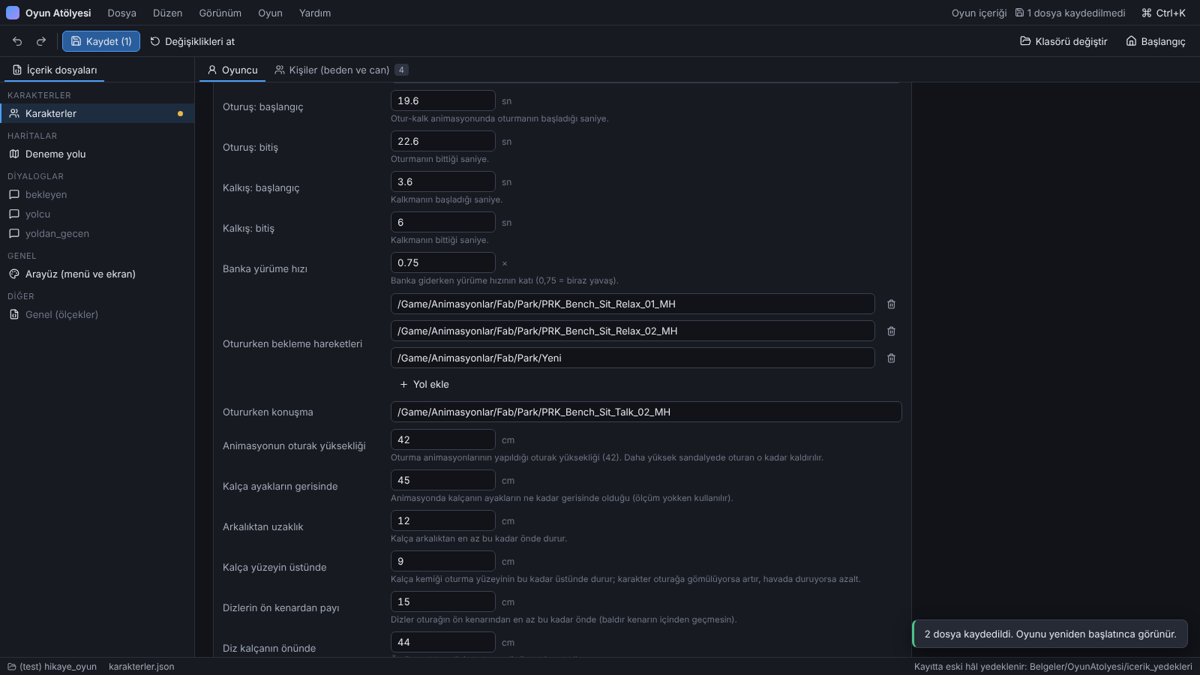 Oyun Atölyesi Dosya Düzen Görünüm Oyun Yardım Oyun içeriği 1 dosya kaydedilmedi ⌘ Ctrl+K
Kaydet (1) Değişiklikleri at Klasörü değiştir Başlangıç
İçerik dosyaları
Oyuncu Kişiler (beden ve can) 4
KARAKTERLER
Karakterler
HARİTALAR
Deneme yolu
DİYALOGLAR
bekleyen
yolcu
yoldan_gecen
GENEL
Arayüz (menü ve ekran)
DİĞER
Genel (ölçekler)
Oturuş: başlangıç 19.6 sn
Otur-kalk animasyonunda oturmanın başladığı saniye.
Oturuş: bitiş 22.6 sn
Oturmanın bittiği saniye.
Kalkış: başlangıç 3.6 sn
Kalkmanın başladığı saniye.
Kalkış: bitiş 6 sn
Kalkmanın bittiği saniye.
Banka yürüme hızı 0.75 ×
Banka giderken yürüme hızının katı (0,75 = biraz yavaş).
Otururken bekleme hareketleri
/Game/Animasyonlar/Fab/Park/PRK_Bench_Sit_Relax_01_MH
/Game/Animasyonlar/Fab/Park/PRK_Bench_Sit_Relax_02_MH
/Game/Animasyonlar/Fab/Park/Yeni
+ Yol ekle
Otururken konuşma /Game/Animasyonlar/Fab/Park/PRK_Bench_Sit_Talk_02_MH
Animasyonun oturak yüksekliği 42 cm
Oturma animasyonlarının yapıldığı oturak yüksekliği (42). Daha yüksek sandalyede oturan o kadar kaldırılır.
Kalça ayakların gerisinde 45 cm
Animasyonda kalçanın ayakların ne kadar gerisinde olduğu (ölçüm yokken kullanılır).
Arkalıktan uzaklık 12 cm
Kalça arkalıktan en az bu kadar önde durur.
Kalça yüzeyin üstünde 9 cm
Kalça kemiği oturma yüzeyinin bu kadar üstünde durur; karakter oturağa gömülüyorsa artır, havada duruyorsa azalt.
Dizlerin ön kenardan payı 15 cm
Dizler oturağın ön kenarından en az bu kadar önde (baldır kenarın içinden geçmesin).
Diz kalçanın önünde 44 cm
2 dosya kaydedildi. Oyunu yeniden başlatınca görünür.
(test) hikaye_oyun karakterler.json Kayıtta eski hâl yedeklenir: Belgeler/OyunAtolyesi/icerik_yedekleri